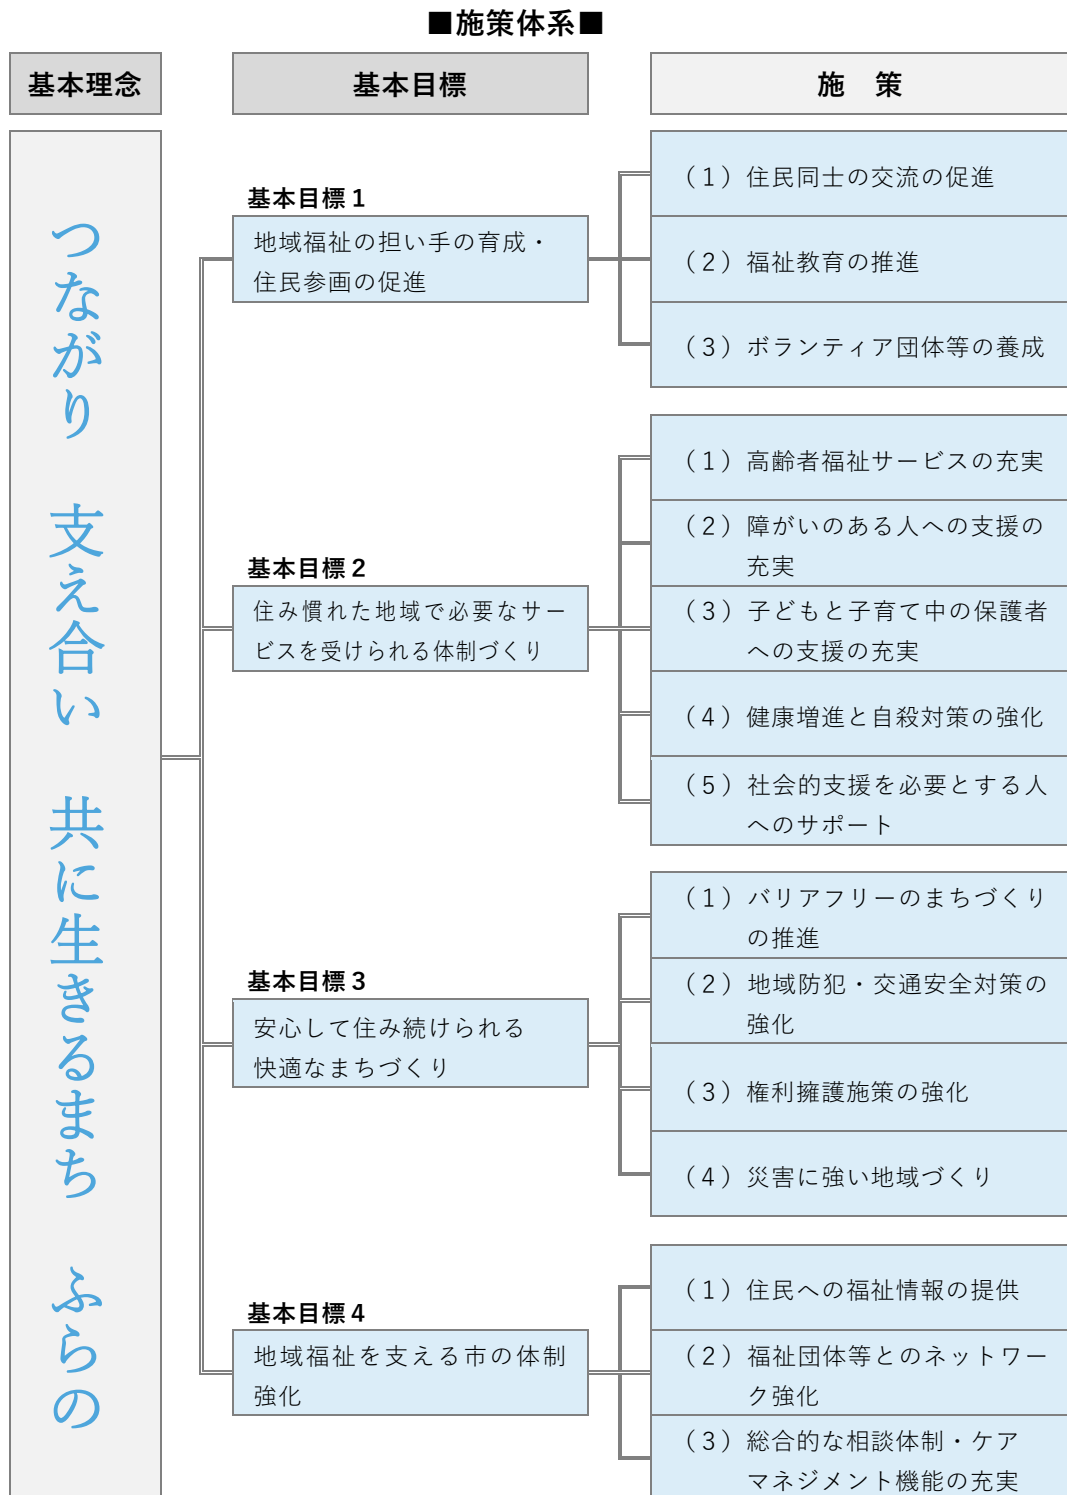 ■施策体系■
基本理念
基本目標
施　策
つながり　支え合い　共に生きるまち　ふらの
基本目標１
地域福祉の担い手の育成・
住民参画の促進
（１）住民同士の交流の促進
（２）福祉教育の推進
（３）ボランティア団体等の養成
基本目標２
住み慣れた地域で必要なサー
ビスを受けられる体制づくり
（１）高齢者福祉サービスの充実
（２）障がいのある人への支援の
充実
（３）子どもと子育て中の保護者
への支援の充実
（４）健康増進と自殺対策の強化
（５）社会的支援を必要とする人
へのサポート
基本目標３
安心して住み続けられる
快適なまちづくり
（１）バリアフリーのまちづくり
の推進
（２）地域防犯・交通安全対策の
強化
（３）権利擁護施策の強化
（４）災害に強い地域づくり
基本目標４
地域福祉を支える市の体制
強化
（１）住民への福祉情報の提供
（２）福祉団体等とのネットワー
ク強化
（３）総合的な相談体制・ケア
マネジメント機能の充実